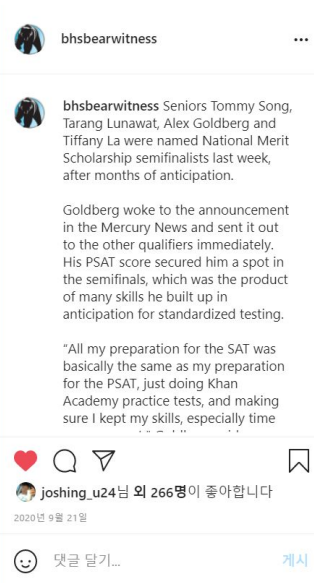 bhsbearwitness
bhsbearwitness Seniors Tommy Song,
Tarang Lunawat, Alex Goldberg and
Tiffany La were named National Merit
Scholarship semifinalists last week,
after months of anticipation.
Goldberg woke to the announcement
in the Mercury News and sent it out
to the other qualifiers immediately.
His PSAT score secured him a spot in
the semifinals, which was the product
of many skills he built up in
anticipation for standardized testing.
“All my preparation for the SAT was
basically the same as my preparation
for the PSAT, just doing Khan
Academy practice tests, and making
sure I kept my skills, especially time
joshing_u24님 외 266명이 좋아합니다
2020년 9월 21일
댓글 달기...
게시